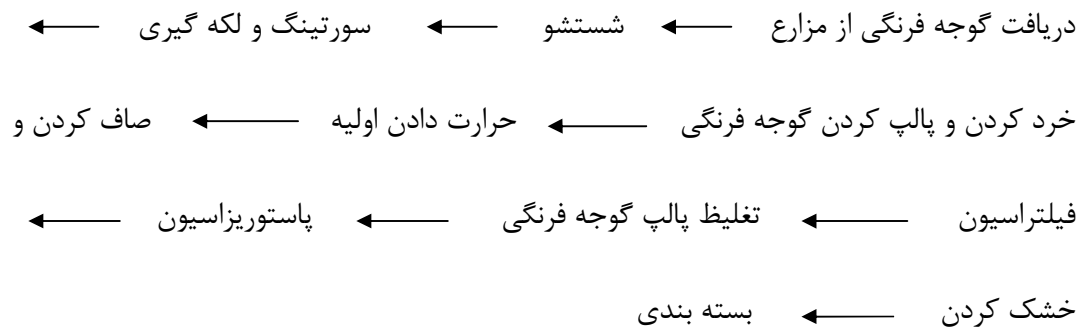 دریافت گوجه فرنگی از مزارع ← شستشو ← سورتینگ و لکه گیری ←
خرد کردن و پالپ کردن گوجه فرنگی ← حرارت دادن اولیه ← صاف کردن و
فیلتراسیون ← تغلیظ پالپ گوجه فرنگی ← پاستوریزاسیون ←
خشک کردن ← بسته بندی